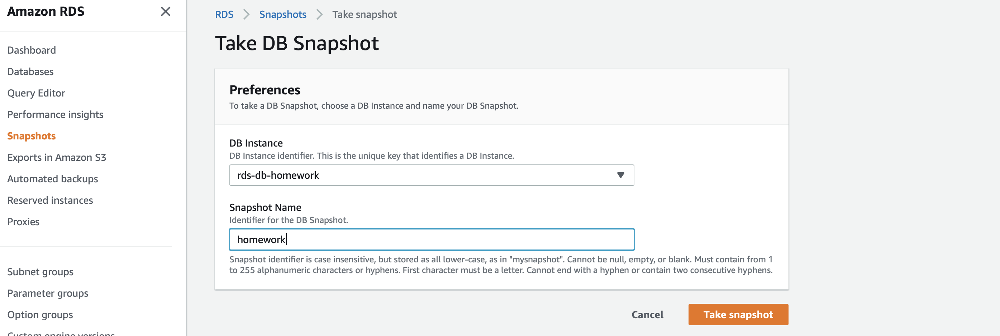 Amazon RDS
Dashboard
Databases
Query Editor
Performance insights
Snapshots
Exports in Amazon S3
Automated backups
Reserved instances
Proxies
Subnet groups
Parameter groups
Option groups
Custom engine versions
RDS > Snapshots > Take snapshot
Take DB Snapshot
Preferences
To take a DB Snapshot, choose a DB Instance and name your DB Snapshot.
DB Instance
DB Instance identifier. This is the unique key that identifies a DB Instance.
rds-db-homework
Snapshot Name
Identifier for the DB Snapshot.
homework
Snapshot identifier is case insensitive, but stored as all lower-case, as in "mysnapshot". Cannot be null, empty, or blank. Must contain from 1
to 255 alphanumeric characters or hyphens. First character must be a letter. Cannot end with a hyphen or contain two consecutive hyphens.
Cancel
Take snapshot